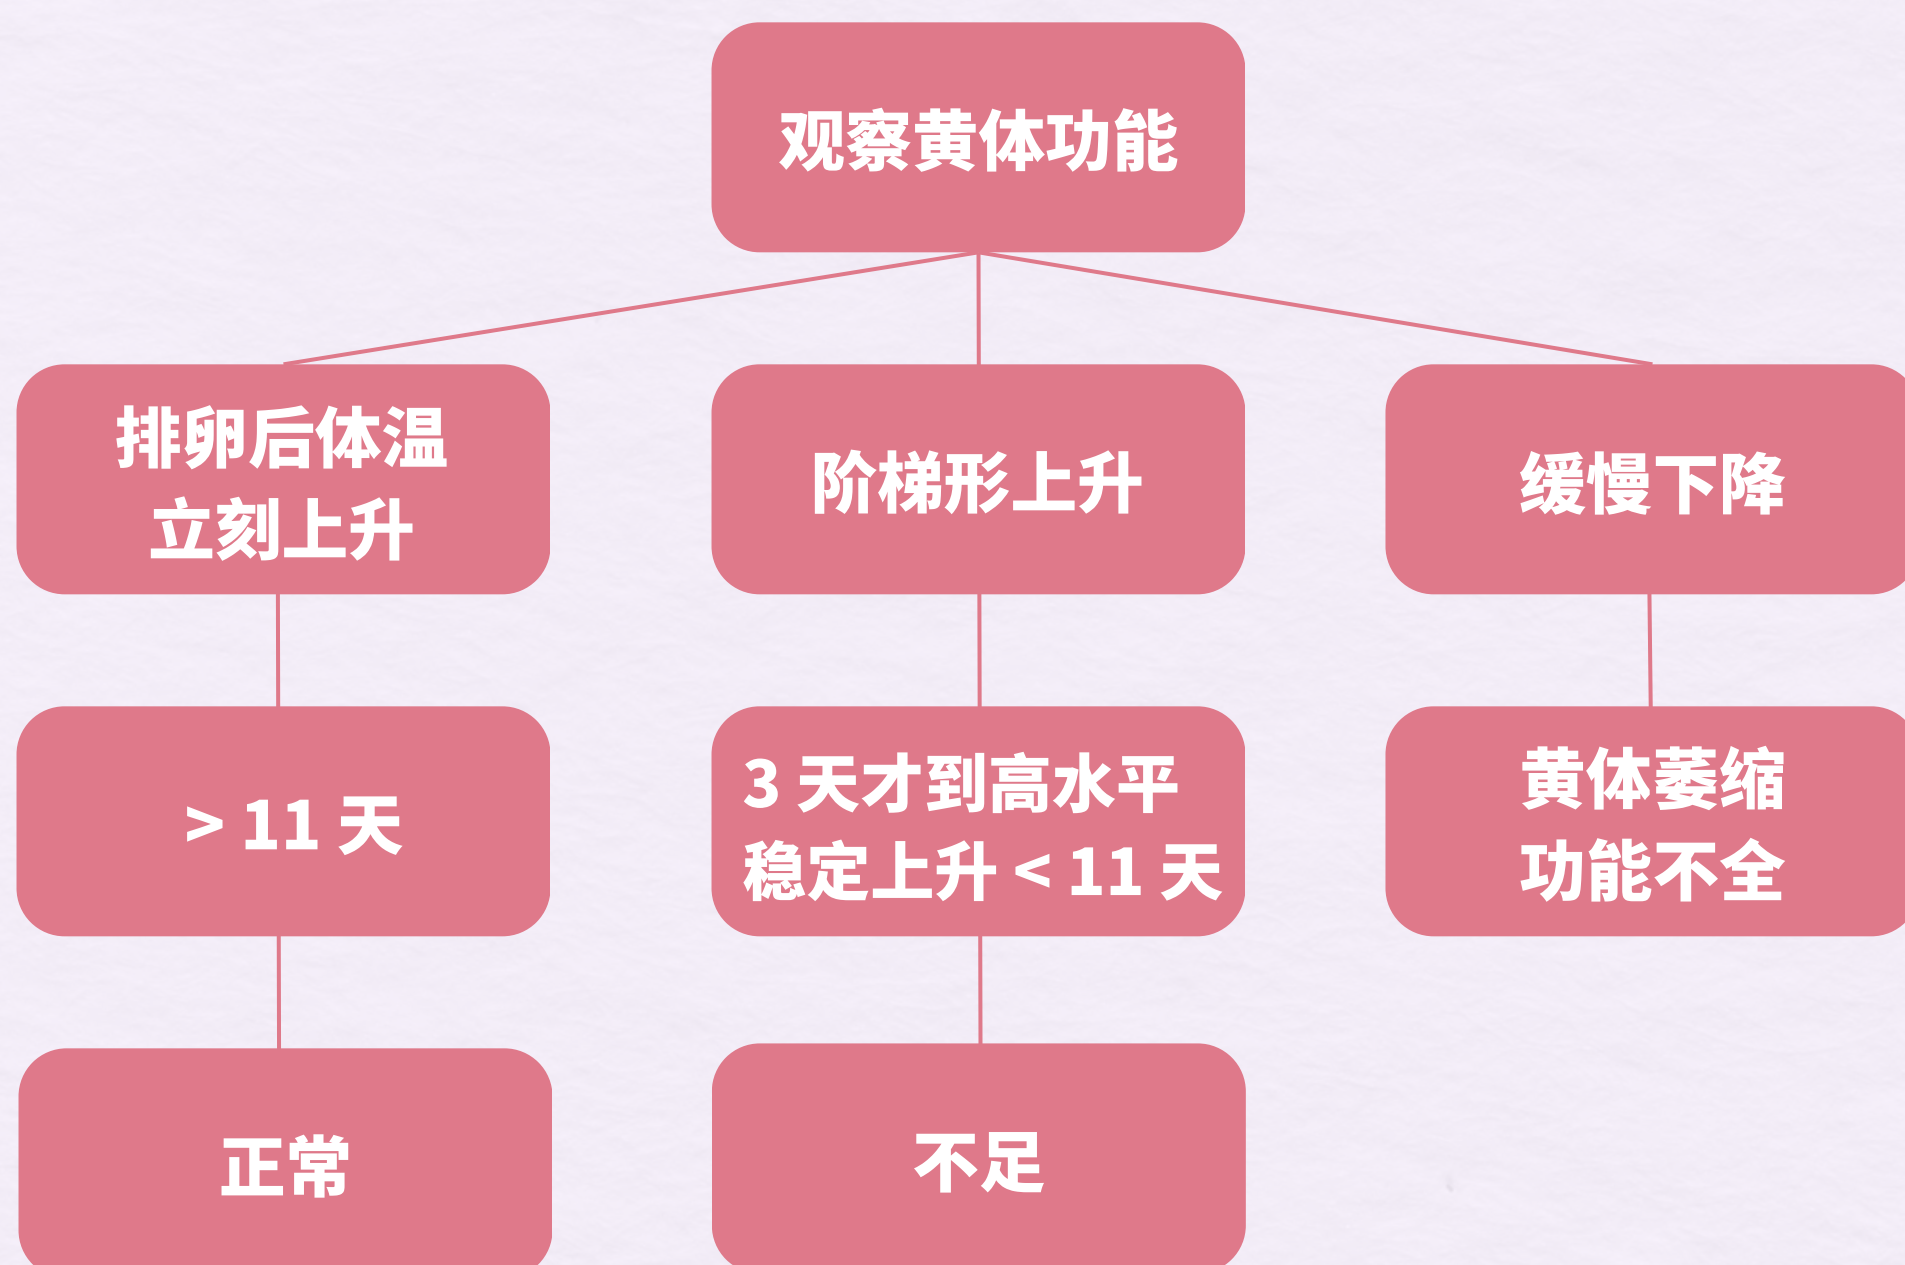 观察黄体功能
排卵后体温
立刻上升
阶梯形上升
缓慢下降
> 11 天
3 天才到高水平
稳定上升 < 11 天
黄体萎缩
功能不全
正常
不足